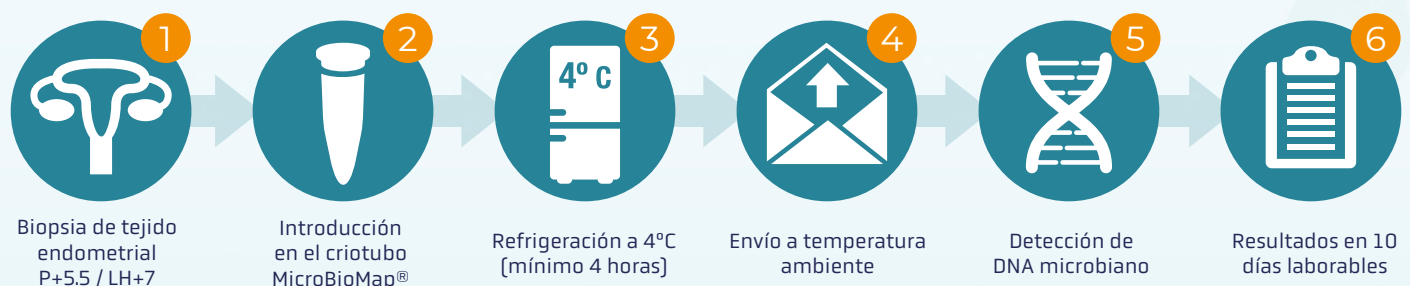 1
Biopsia de tejido
endometrial
P+5.5 / LH+7
2
Introducción
en el criotubo
MicroBioMap®
3
4º C
Refrigeración a 4ºC
(mínimo 4 horas)
4
Envío a temperatura
ambiente
5
Detección de
DNA microbiano
6
Resultados en 10
días laborables